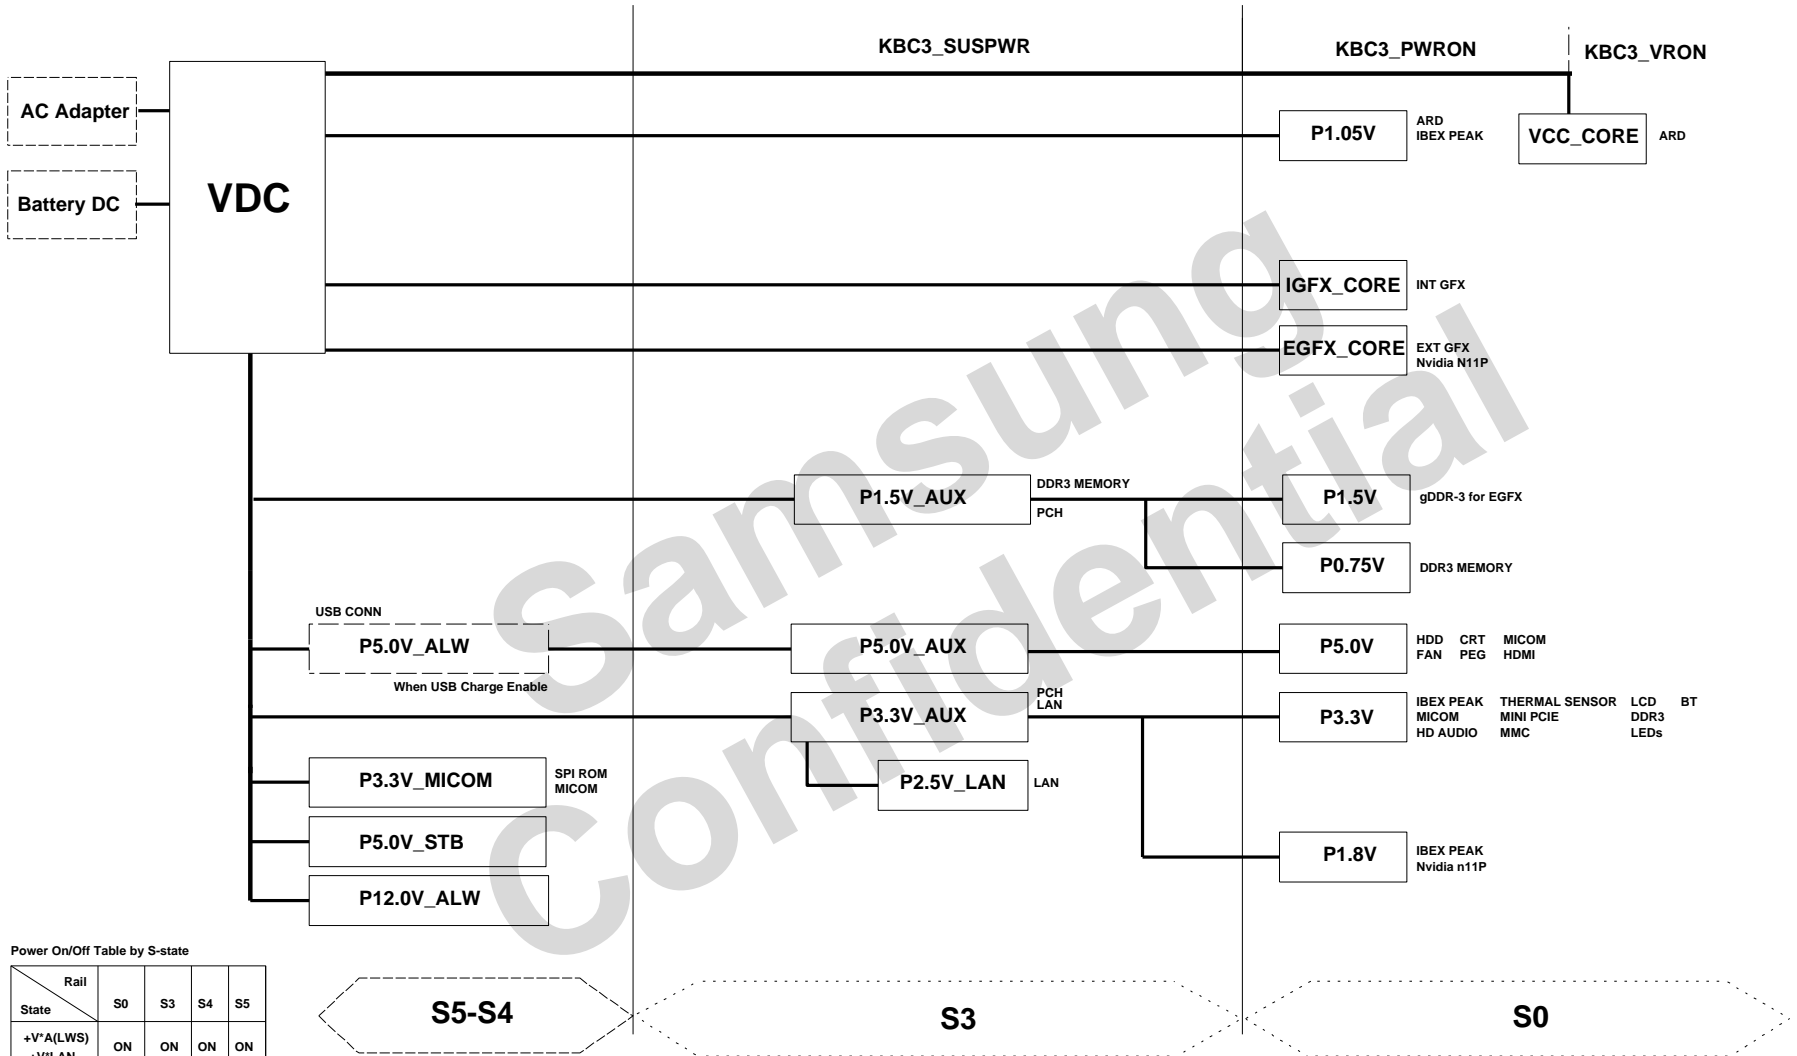 KBC3_SUSPWR
KBC3_PWRON
KBC3_VRON
AC Adapter
Battery DC
VDC
P1.05V
ARD
IBEX PEAK
VCC_CORE
ARD
IGFX_CORE
INT GFX
EGFX_CORE
EXT GFX
Nvidia N11P
P1.5V_AUX
DDR3 MEMORY
PCH
P1.5V
gDDR-3 for EGFX
P0.75V
DDR3 MEMORY
USB CONN
P5.0V_ALW
When USB Charge Enable
P5.0V_AUX
P5.0V
HDD CRT MICOM
FAN PEG HDMI
P3.3V_AUX
PCH
LAN
P3.3V
IBEX PEAK THERMAL SENSOR LCD BT
MICOM MINI PCIE DDR3
HD AUDIO MMC LEDs
P3.3V_MICOM
SPI ROM
MICOM
P2.5V_LAN
LAN
P5.0V_STB
P1.8V
IBEX PEAK
Nvidia n11P
P12.0V_ALW
Samsung
Confidential
Power On/Off Table by S-state
Rail
State S0 S3 S4 S5
+V*A(LWS)
+V*LAN
ON ON ON ON
S5-S4
S3
S0